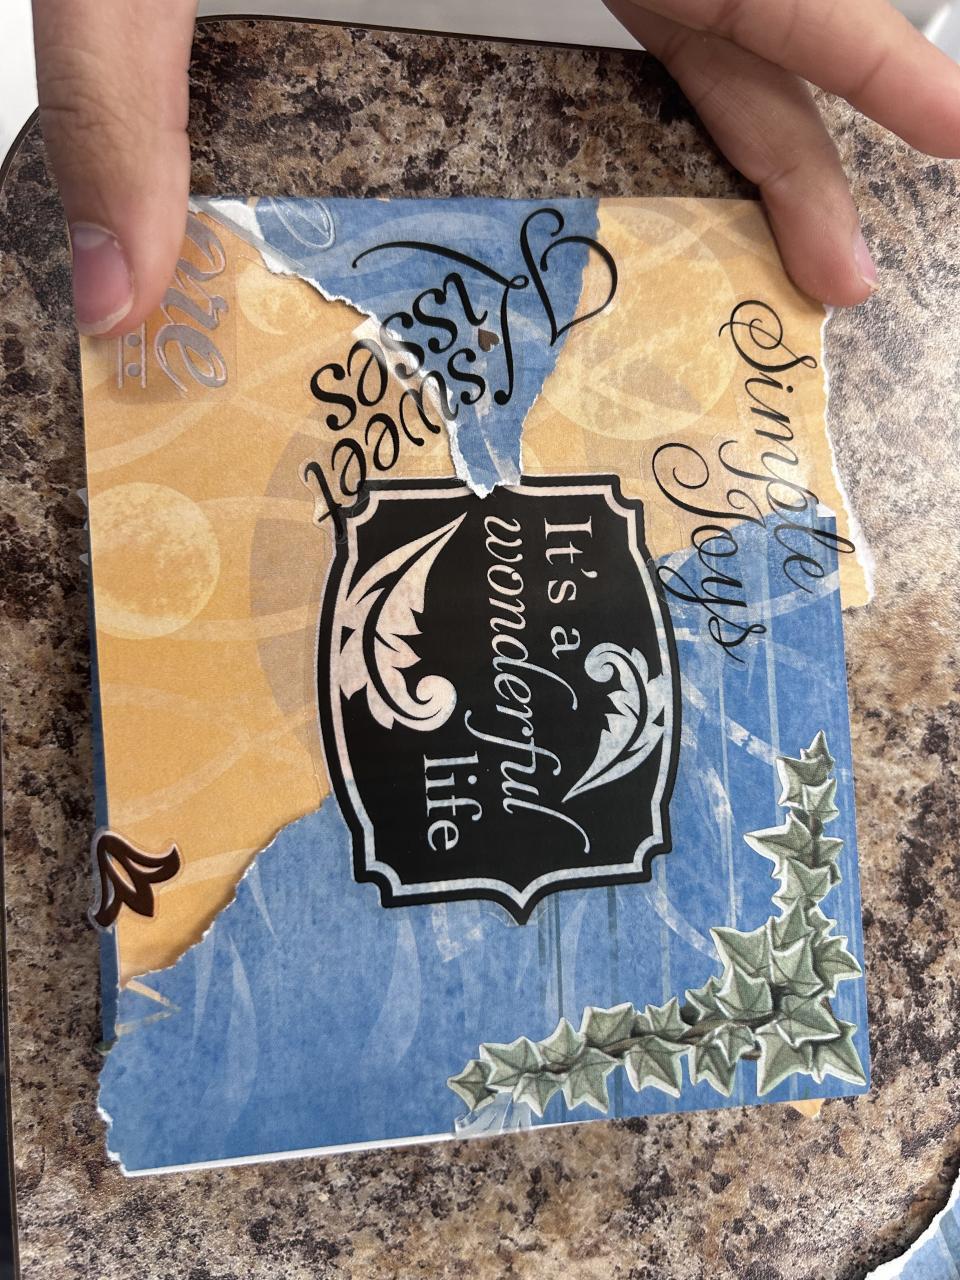 Simple
Joys
It's a
wonderful
life
sweet
Kisses